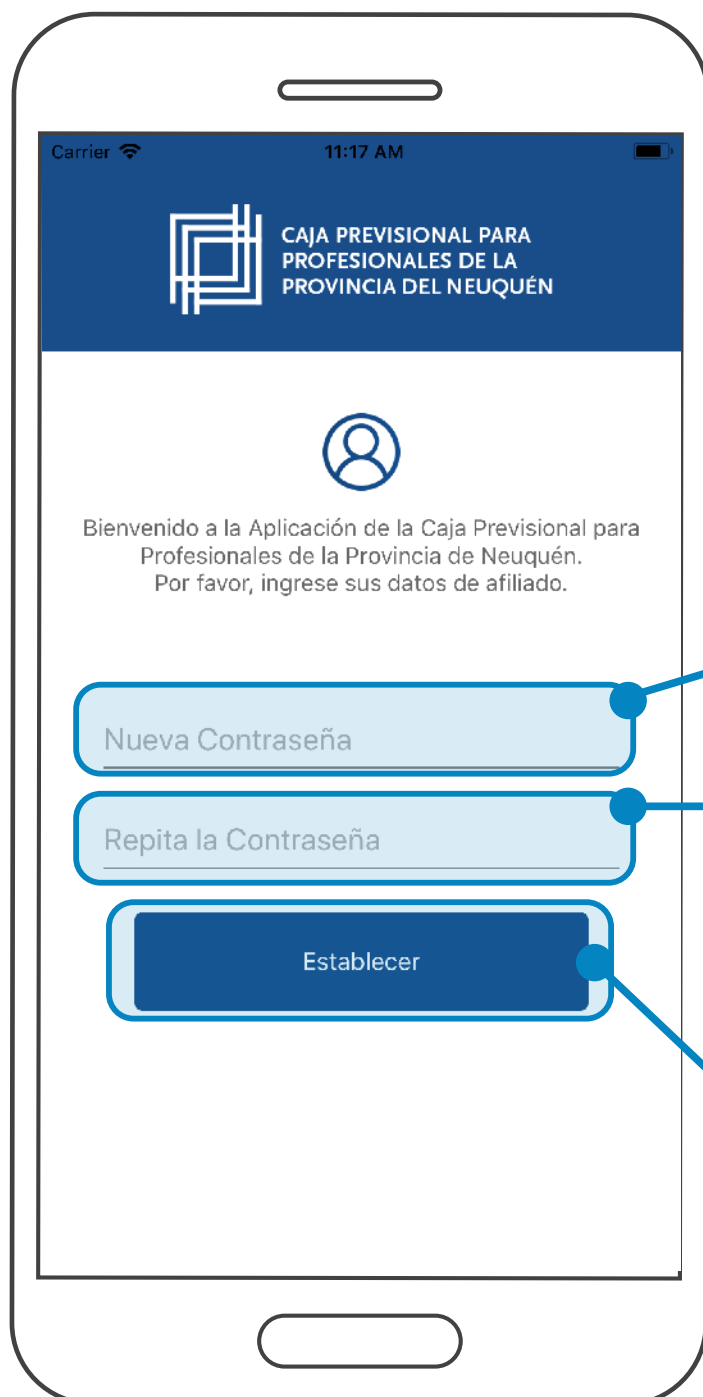 Carrier 11:17 AM
CAJA PREVISIONAL PARA
PROFESIONALES DE LA
PROVINCIA DEL NEUQUÉN
Bienvenido a la Aplicación de la Caja Previsional para
Profesionales de la Provincia de Neuquén.
Por favor, ingrese sus datos de afiliado.
Nueva Contraseña
Repita la Contraseña
Establecer